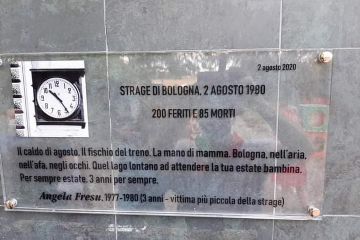 2 agosto 2020
STRAGE DI BOLOGNA, 2 AGOSTO 1980
200 FERITI E 85 MORTI
Il caldo di agosto. Il fischio del treno. La mano di mamma. Bologna, nell'aria,
nell'afa, negli occhi. Quel lago lontano ad attendere la tua estate bambina.
Per sempre estate. 3 anni per sempre.
Angela Fresu, 1977-1980 (3 anni - vittima più piccola della strage)